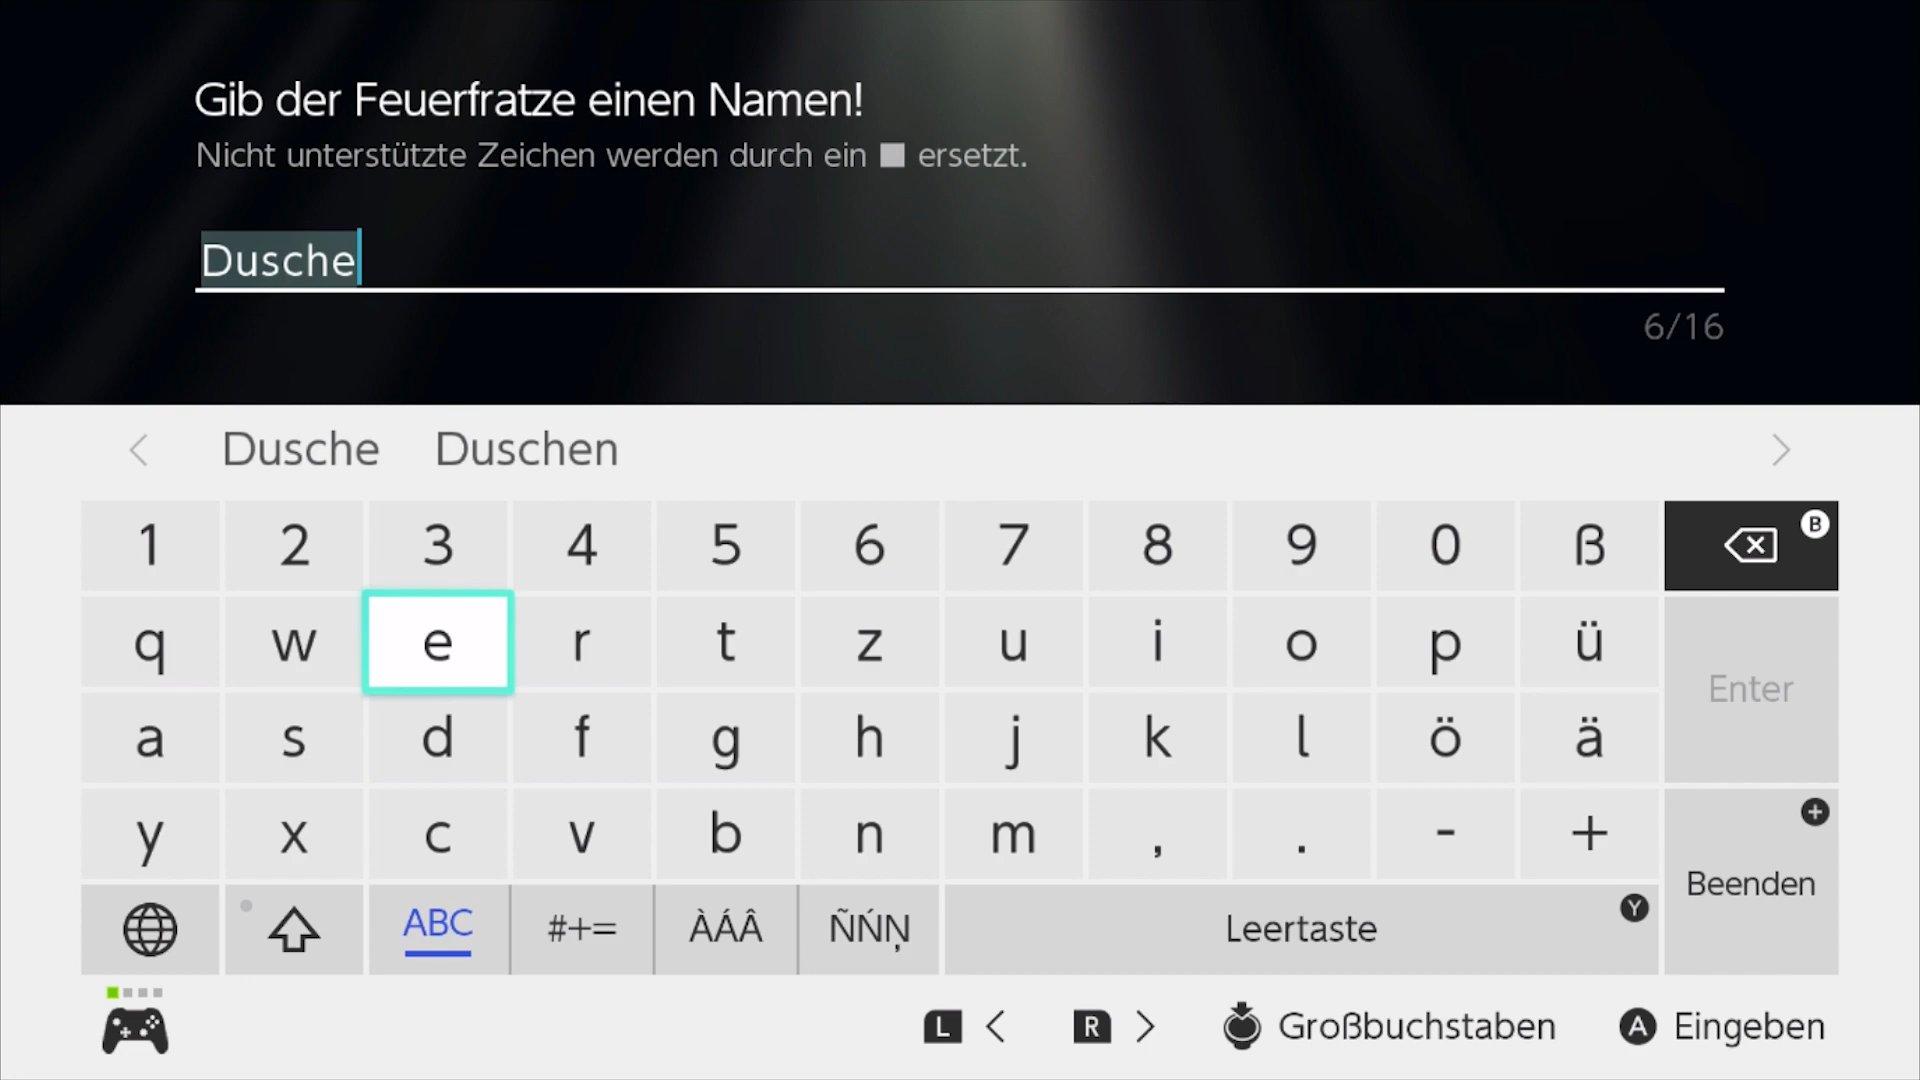 Gib der Feuerfratze einen Namen!
Nicht unterstützte Zeichen werden durch ein ■ ersetzt.
Dusche
6/16
< Dusche Duschen >
1 2 3 4 5 6 7 8 9 0 ß B
q w e r t z u i o p ü Enter
a s d f g h j k l ö ä
y x c v b n m , . - + Beenden
ABC #+= ÀÁÂ ÑŃŅ Leertaste Y
L < R > Großbuchstaben A Eingeben